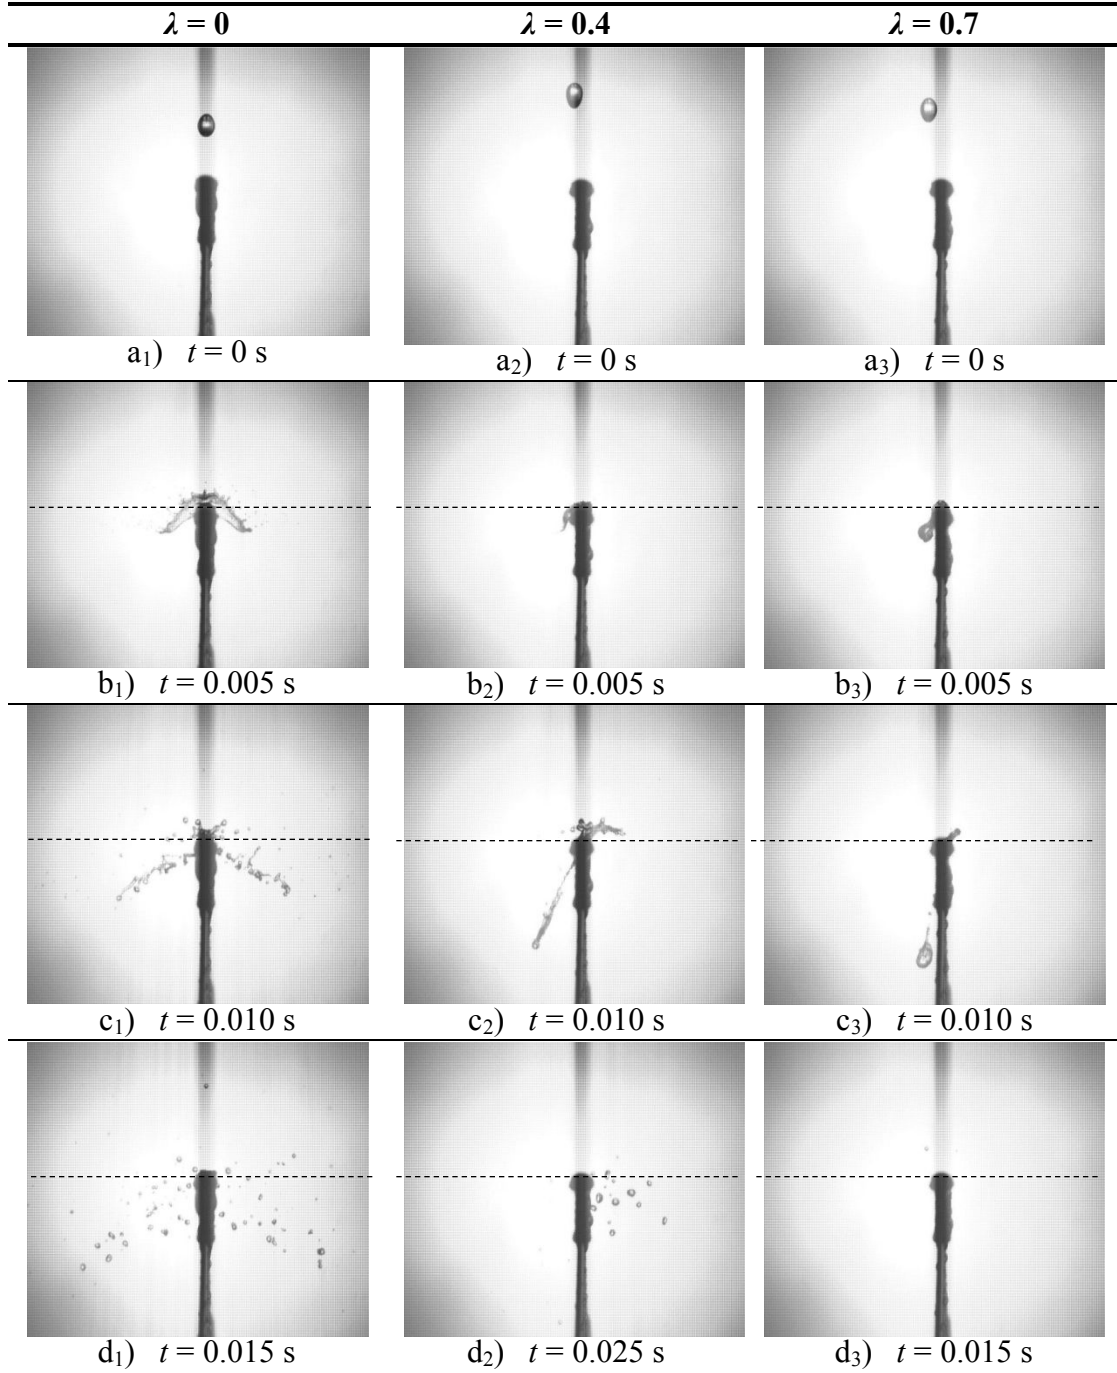 λ = 0 λ = 0.4 λ = 0.7
a₁) t = 0 s a₂) t = 0 s a₃) t = 0 s
b₁) t = 0.005 s b₂) t = 0.005 s b₃) t = 0.005 s
c₁) t = 0.010 s c₂) t = 0.010 s c₃) t = 0.010 s
d₁) t = 0.015 s d₂) t = 0.025 s d₃) t = 0.015 s